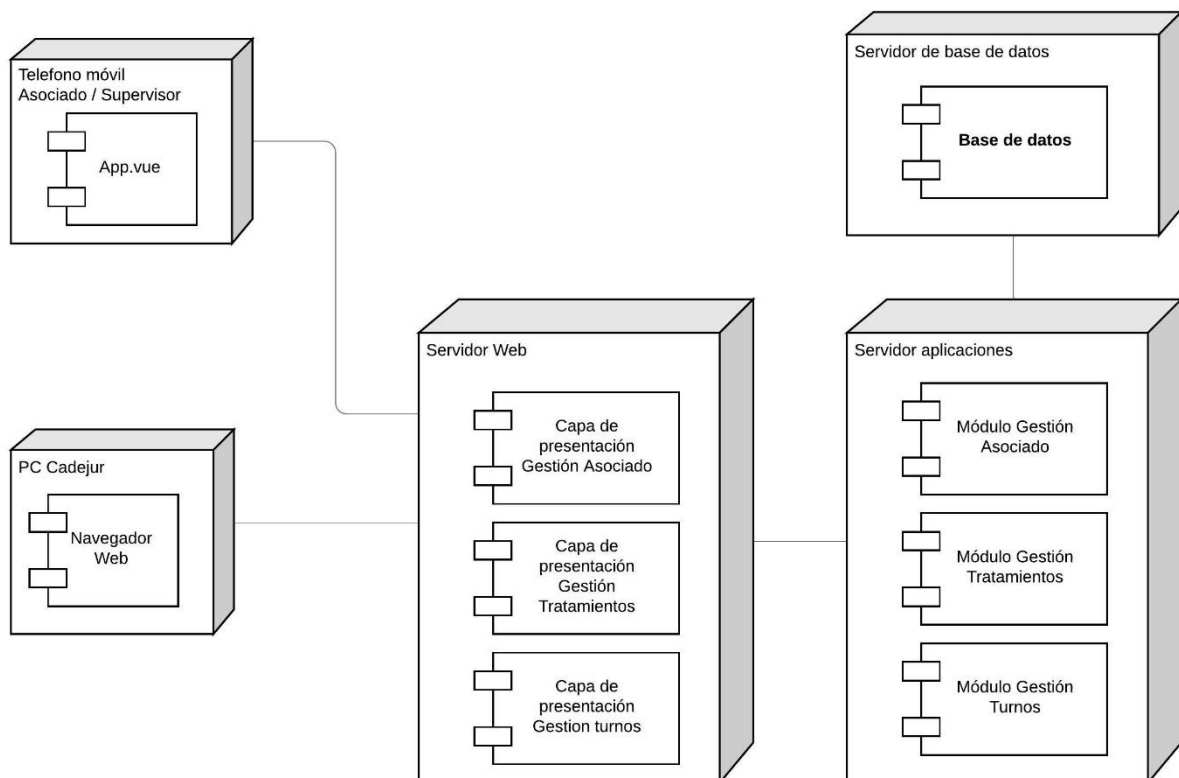 Telefono móvil
Asociado / Supervisor
App.vue
Servidor de base de datos
Base de datos
PC Cadejur
Navegador
Web
Servidor Web
Capa de
presentación
Gestión Asociado
Capa de
presentación
Gestión
Tratamientos
Capa de
presentación
Gestion turnos
Servidor aplicaciones
Módulo Gestión
Asociado
Módulo Gestión
Tratamientos
Módulo Gestión
Turnos